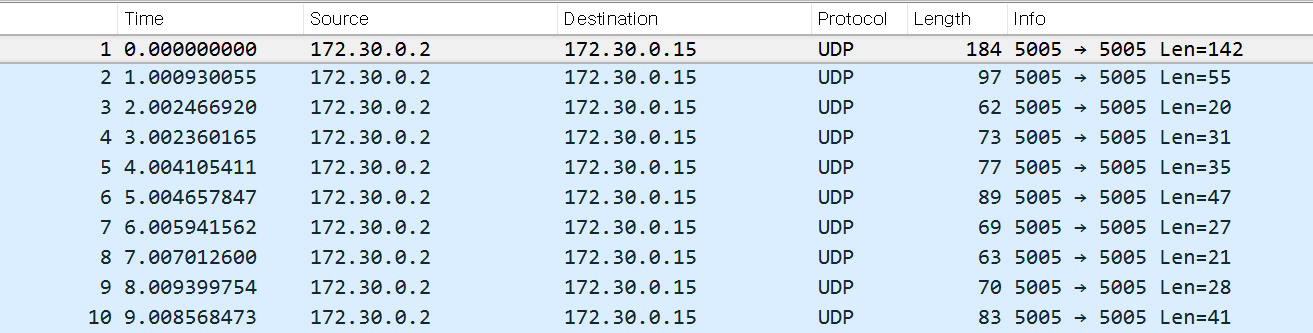 Time Source Destination Protocol Length Info
1 0.000000000 172.30.0.2 172.30.0.15 UDP 184 5005 → 5005 Len=142
2 1.000930055 172.30.0.2 172.30.0.15 UDP 97 5005 → 5005 Len=55
3 2.002466920 172.30.0.2 172.30.0.15 UDP 62 5005 → 5005 Len=20
4 3.002360165 172.30.0.2 172.30.0.15 UDP 73 5005 → 5005 Len=31
5 4.004105411 172.30.0.2 172.30.0.15 UDP 77 5005 → 5005 Len=35
6 5.004657847 172.30.0.2 172.30.0.15 UDP 89 5005 → 5005 Len=47
7 6.005941562 172.30.0.2 172.30.0.15 UDP 69 5005 → 5005 Len=27
8 7.007012600 172.30.0.2 172.30.0.15 UDP 63 5005 → 5005 Len=21
9 8.009399754 172.30.0.2 172.30.0.15 UDP 70 5005 → 5005 Len=28
10 9.008568473 172.30.0.2 172.30.0.15 UDP 83 5005 → 5005 Len=41